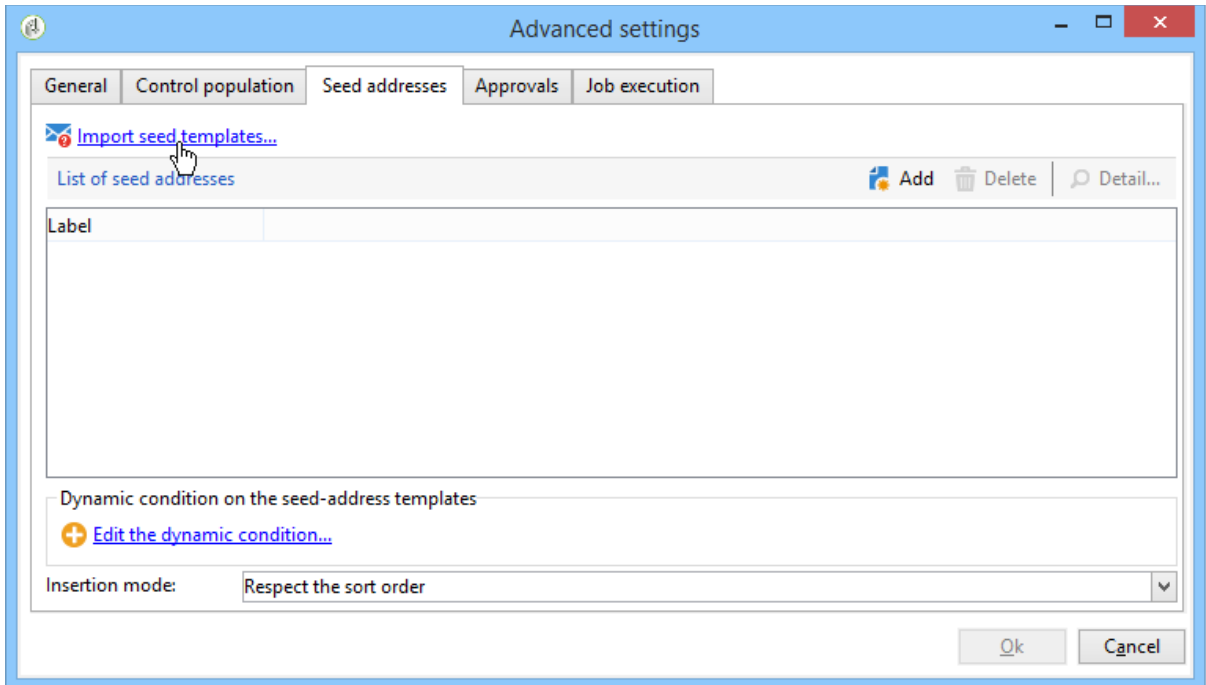 Advanced settings
General Control population Seed addresses Approvals Job execution
Import seed templates...
List of seed addresses Add Delete Detail...
Label
Dynamic condition on the seed-address templates
Edit the dynamic condition...
Insertion mode: Respect the sort order
Ok Cancel